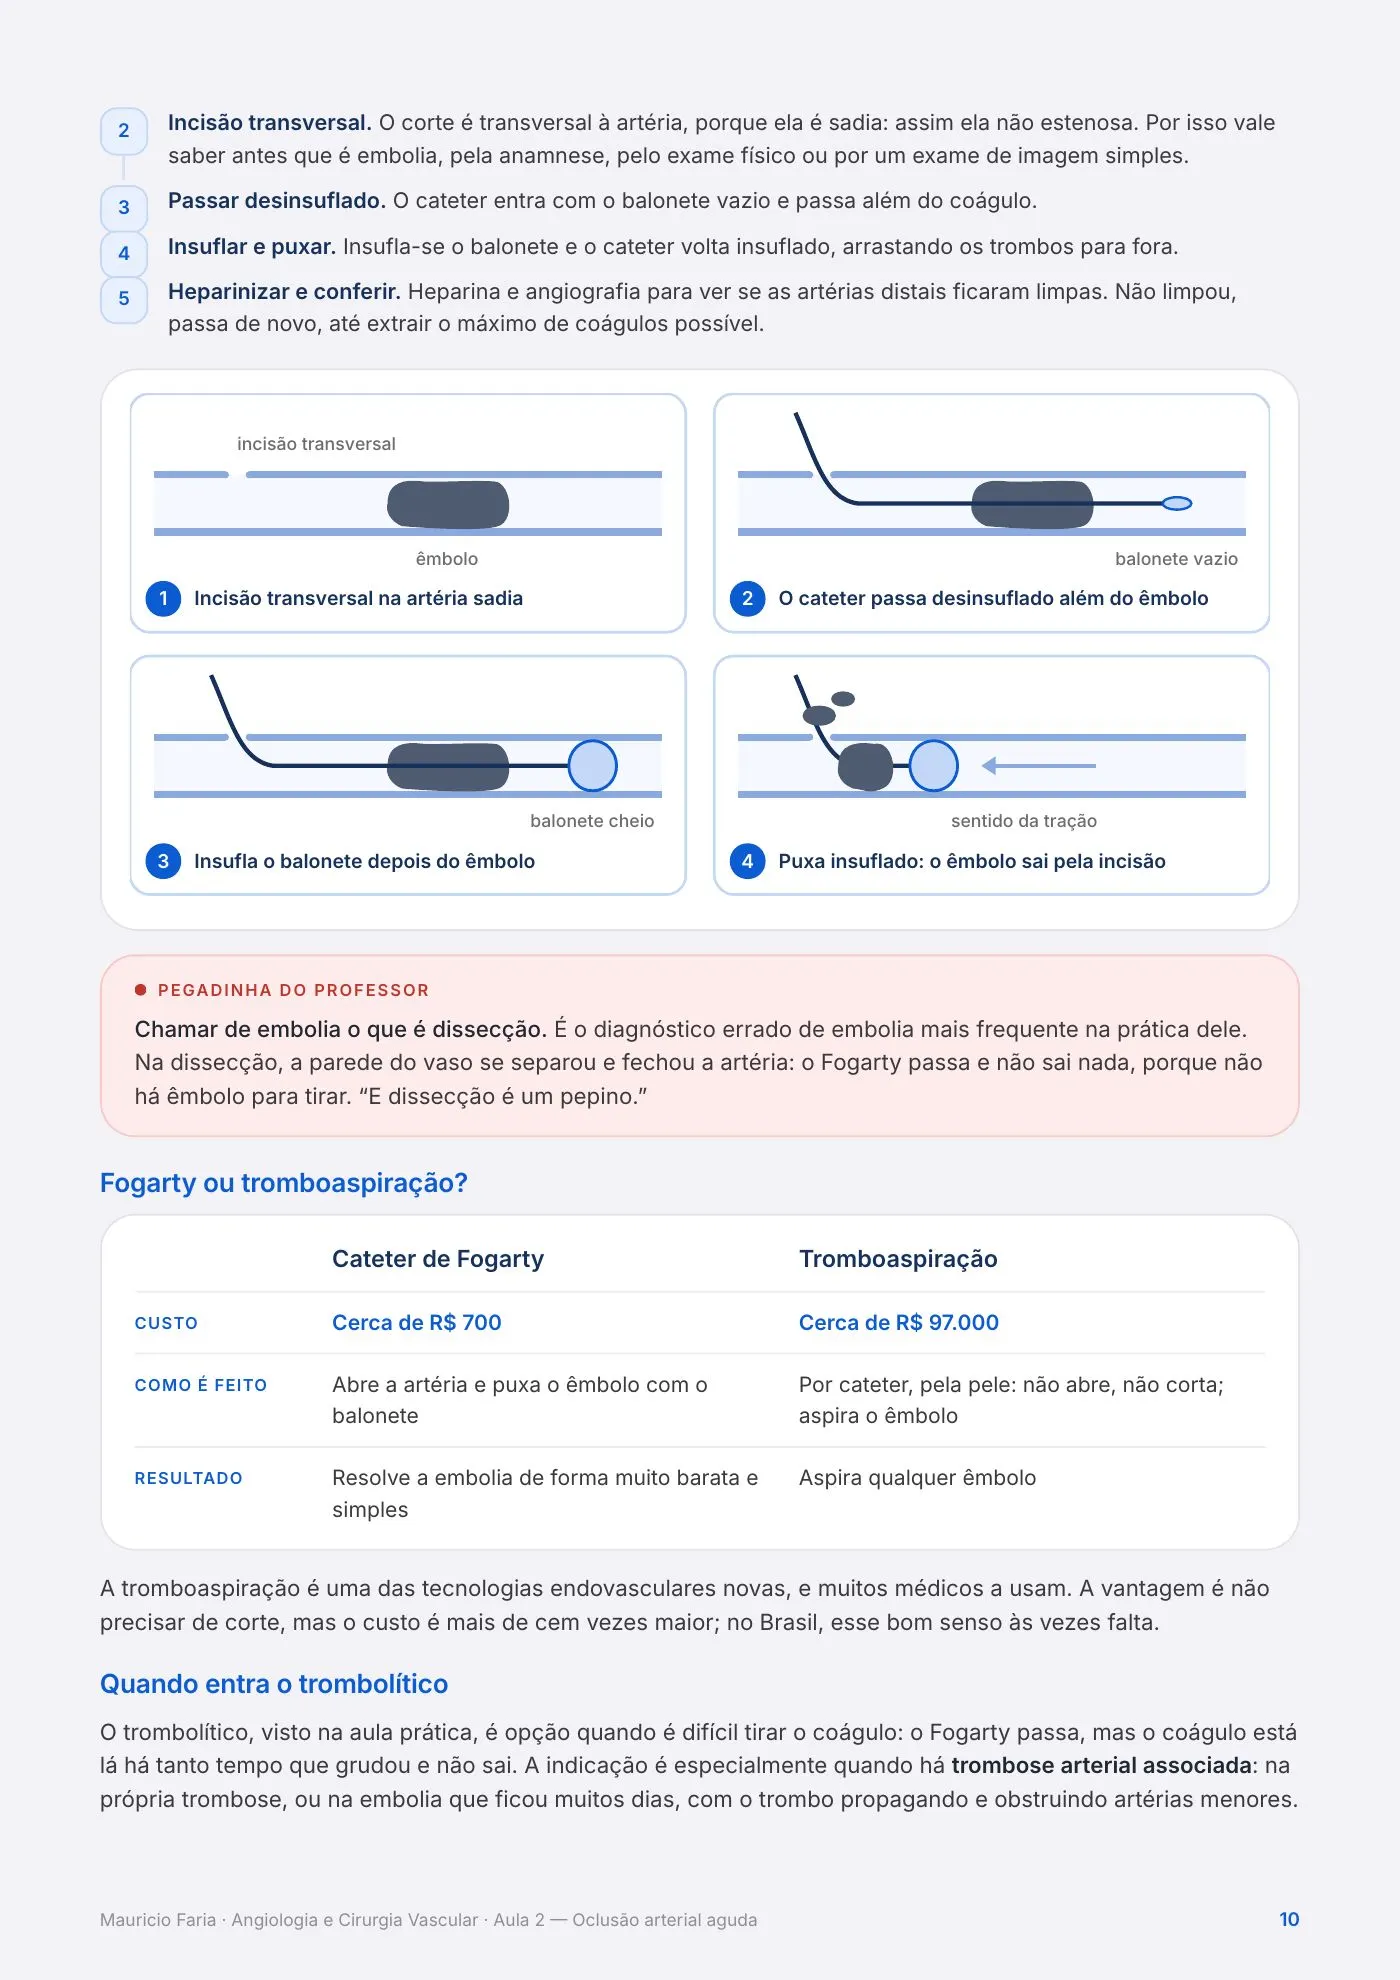 2
Incisão transversal. O corte é transversal à artéria, porque ela é sadia: assim ela não estenosa. Por isso vale
saber antes que é embolia, pela anamnese, pelo exame físico ou por um exame de imagem simples.
3
Passar desinsuflado. O cateter entra com o balonete vazio e passa além do coágulo.
4
Insuflar e puxar. Insufla-se o balonete e o cateter volta insuflado, arrastando os trombos para fora.
5
Heparinizar e conferir. Heparina e angiografia para ver se as artérias distais ficaram limpas. Não limpou,
passa de novo, até extrair o máximo de coágulos possível.
incisão transversal
êmbolo
1 Incisão transversal na artéria sadia
balonete vazio
2 O cateter passa desinsuflado além do êmbolo
balonete cheio
3 Insufla o balonete depois do êmbolo
sentido da tração
4 Puxa insuflado: o êmbolo sai pela incisão
PEGADINHA DO PROFESSOR
Chamar de embolia o que é dissecção. É o diagnóstico errado de embolia mais frequente na prática dele.
Na dissecção, a parede do vaso se separou e fechou a artéria: o Fogarty passa e não sai nada, porque não
há êmbolo para tirar. “E dissecção é um pepino.”
Fogarty ou tromboaspiração?
Cateter de Fogarty Tromboaspiração
CUSTO Cerca de R$ 700 Cerca de R$ 97.000
COMO É FEITO Abre a artéria e puxa o êmbolo com o
balonete
Por cateter, pela pele: não abre, não corta;
aspira o êmbolo
RESULTADO Resolve a embolia de forma muito barata e
simples
Aspira qualquer êmbolo
A tromboaspiração é uma das tecnologias endovasculares novas, e muitos médicos a usam. A vantagem é não
precisar de corte, mas o custo é mais de cem vezes maior; no Brasil, esse bom senso às vezes falta.
Quando entra o trombolítico
O trombolítico, visto na aula prática, é opção quando é difícil tirar o coágulo: o Fogarty passa, mas o coágulo está
lá há tanto tempo que grudou e não sai. A indicação é especialmente quando há trombose arterial associada: na
própria trombose, ou na embolia que ficou muitos dias, com o trombo propagando e obstruindo artérias menores.
Mauricio Faria · Angiologia e Cirurgia Vascular · Aula 2 — Oclusão arterial aguda 10